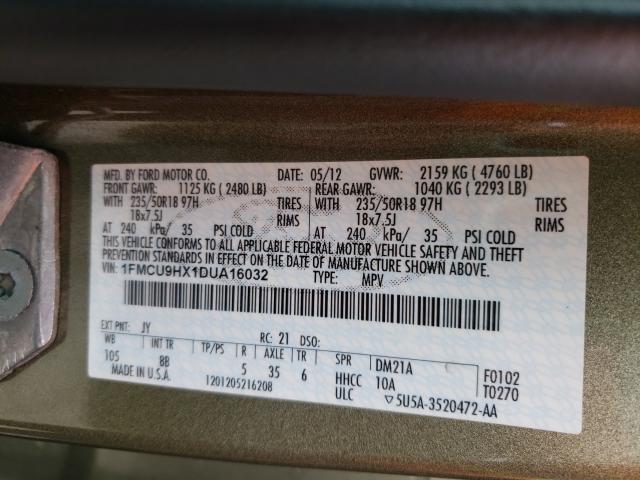 MFD. BY FORD MOTOR CO. DATE: 05/12 GVWR: 2159 KG ( 4760 LB)
FRONT GAWR: 1125 KG ( 2480 LB) REAR GAWR: 1040 KG ( 2293 LB)
WITH 235/50R18 97H TIRES WITH 235/50R18 97H TIRES
18x7.5J RIMS 18x7.5J RIMS
AT 240 kPa/ 35 PSI COLD AT 240 kPa/ 35 PSI COLD
THIS VEHICLE CONFORMS TO ALL APPLICABLE FEDERAL MOTOR VEHICLE SAFETY AND THEFT
PREVENTION STANDARDS IN EFFECT ON THE DATE OF MANUFACTURE SHOWN ABOVE.
VIN: 1FMCU9HX1DUA16032 TYPE: MPV
EXT PNT: JY RC: 21 DSO:
WB INT TR TP/PS R AXLE TR SPR DM21A F0102
105 8B 5 35 6 HHCC 10A T0270
MADE IN U.S.A. 1201205216208 ULC ▽5U5A-3520472-AA